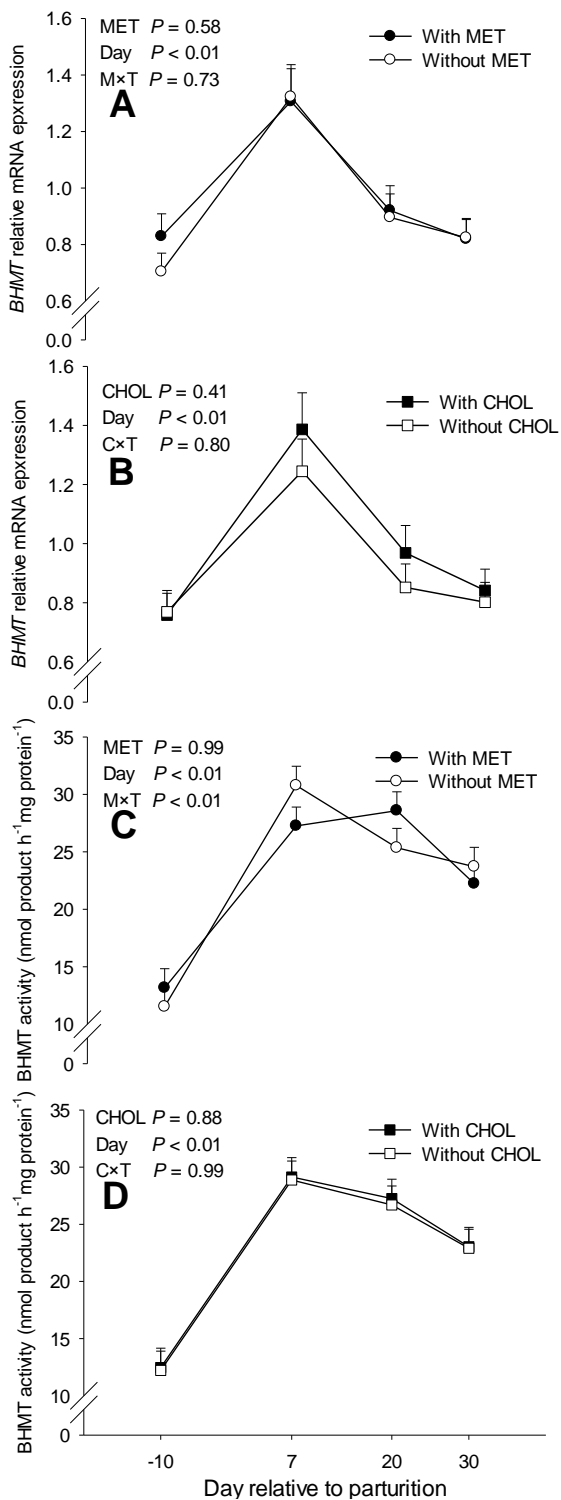 MET P = 0.58
Day P < 0.01
M×T P = 0.73
A
With MET
Without MET
BHMT relative mRNA epxression
1.6
1.4
1.2
1.0
0.8
0.6
0.0
CHOL P = 0.41
Day P < 0.01
C×T P = 0.80
B
With CHOL
Without CHOL
BHMT relative mRNA epxression
1.6
1.4
1.2
1.0
0.8
0.6
0.0
MET P = 0.99
Day P < 0.01
M×T P < 0.01
C
With MET
Without MET
BHMT activity (nmol product h⁻¹mg protein⁻¹)
35
30
25
20
15
10
0
CHOL P = 0.88
Day P < 0.01
C×T P = 0.99
D
With CHOL
Without CHOL
BHMT activity (nmol product h⁻¹mg protein⁻¹)
35
30
25
20
15
10
0
-10 7 20 30
Day relative to parturition